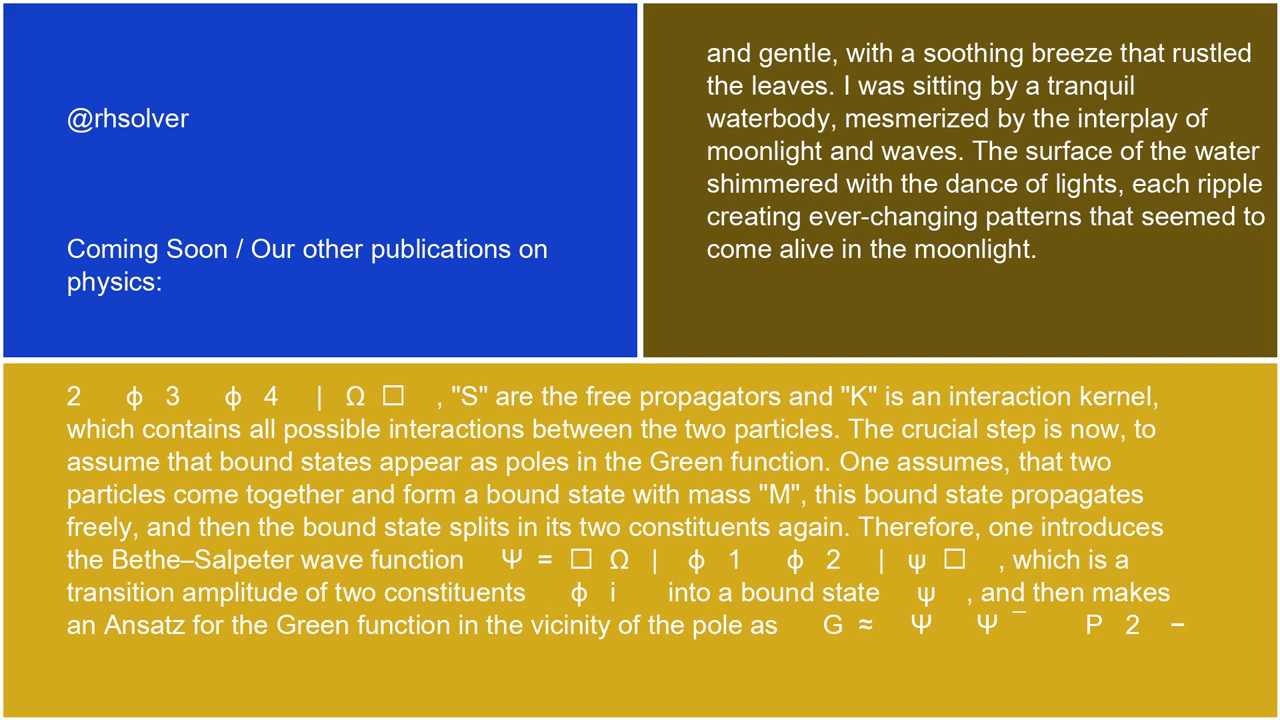 @rhsolver
Coming Soon / Our other publications on
physics:
and gentle, with a soothing breeze that rustled
the leaves. I was sitting by a tranquil
waterbody, mesmerized by the interplay of
moonlight and waves. The surface of the water
shimmered with the dance of lights, each ripple
creating ever-changing patterns that seemed to
come alive in the moonlight.
2 ϕ 3 ϕ 4 | Ω □ , "S" are the free propagators and "K" is an interaction kernel,
which contains all possible interactions between the two particles. The crucial step is now, to
assume that bound states appear as poles in the Green function. One assumes, that two
particles come together and form a bound state with mass "M", this bound state propagates
freely, and then the bound state splits in its two constituents again. Therefore, one introduces
the Bethe–Salpeter wave function Ψ = □ Ω | ϕ 1 ϕ 2 | ψ □ , which is a
transition amplitude of two constituents ϕ i into a bound state ψ , and then makes
an Ansatz for the Green function in the vicinity of the pole as G ≈ Ψ Ψ ¯ P 2 −